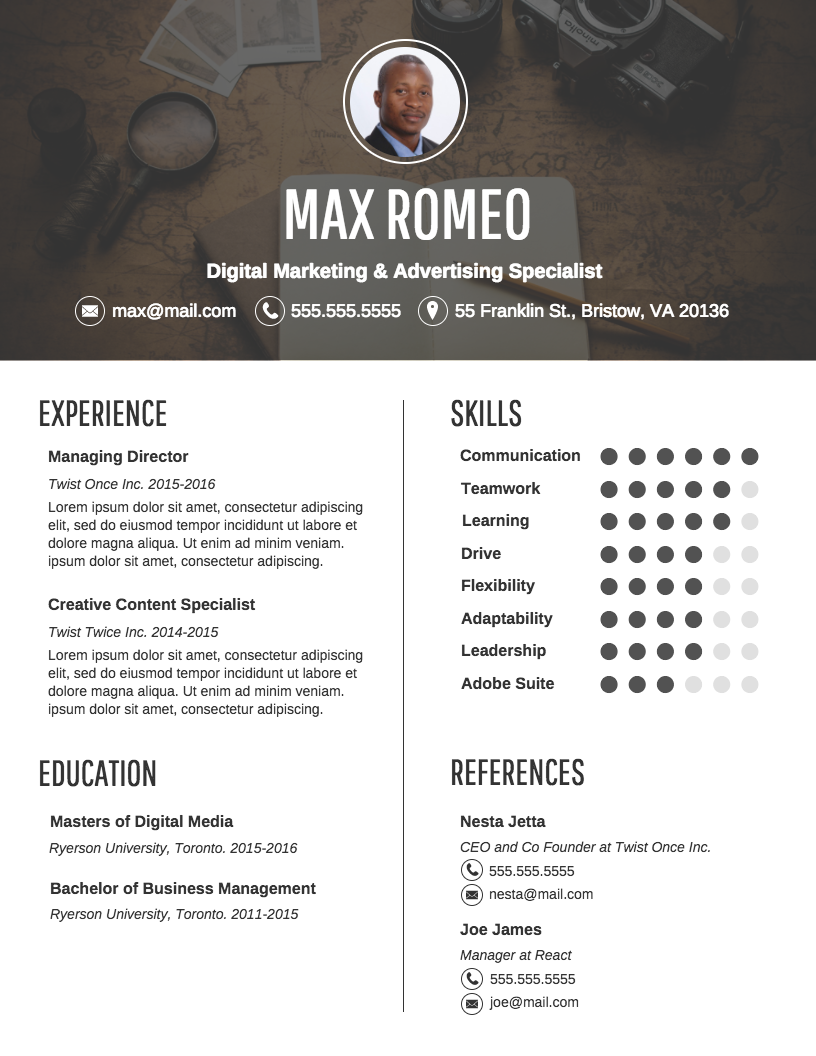 minolta
MAX ROMEO
Digital Marketing & Advertising Specialist
max@mail.com 555.555.5555 55 Franklin St., Bristow, VA 20136
EXPERIENCE
Managing Director
Twist Once Inc. 2015-2016
Lorem ipsum dolor sit amet, consectetur adipiscing
elit, sed do eiusmod tempor incididunt ut labore et
dolore magna aliqua. Ut enim ad minim veniam.
ipsum dolor sit amet, consectetur adipiscing.
Creative Content Specialist
Twist Twice Inc. 2014-2015
Lorem ipsum dolor sit amet, consectetur adipiscing
elit, sed do eiusmod tempor incididunt ut labore et
dolore magna aliqua. Ut enim ad minim veniam.
ipsum dolor sit amet, consectetur adipiscing.
EDUCATION
Masters of Digital Media
Ryerson University, Toronto. 2015-2016
Bachelor of Business Management
Ryerson University, Toronto. 2011-2015
SKILLS
Communication
Teamwork
Learning
Drive
Flexibility
Adaptability
Leadership
Adobe Suite
REFERENCES
Nesta Jetta
CEO and Co Founder at Twist Once Inc.
555.555.5555
nesta@mail.com
Joe James
Manager at React
555.555.5555
joe@mail.com